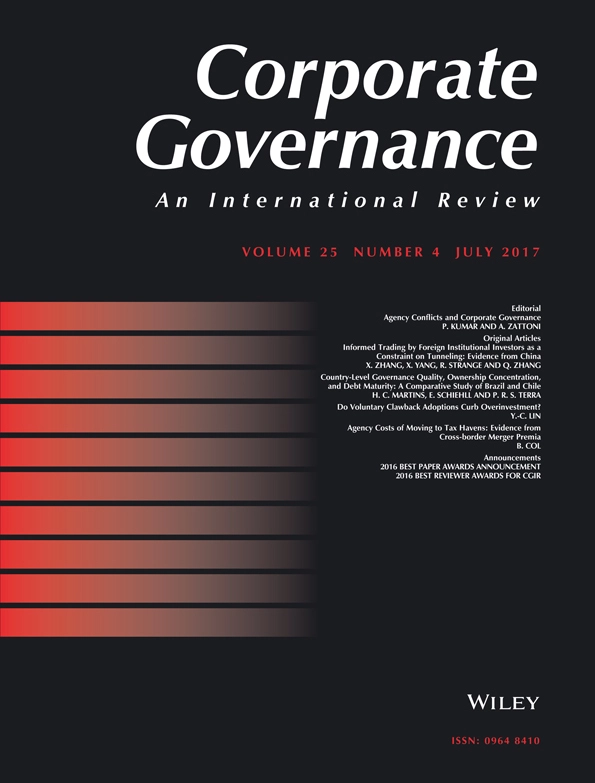 Corporate
Governance
An International Review
VOLUME 25 NUMBER 4 JULY 2017
Editorial
Agency Conflicts and Corporate Governance
P. KUMAR AND A. ZATTONI
Original Articles
Informed Trading by Foreign Institutional Investors as a
Constraint on Tunneling: Evidence from China
X. ZHANG, X. YANG, R. STRANGE AND Q. ZHANG
Country-Level Governance Quality, Ownership Concentration,
and Debt Maturity: A Comparative Study of Brazil and Chile
H. C. MARTINS, E. SCHIEHLL AND P. R. S. TERRA
Do Voluntary Clawback Adoptions Curb Overinvestment?
Y.-C. LIN
Agency Costs of Moving to Tax Havens: Evidence from
Cross-border Merger Premia
B. COL
Announcements
2016 BEST PAPER AWARDS ANNOUNCEMENT
2016 BEST REVIEWER AWARDS FOR CGIR
WILEY
ISSN: 0964 8410